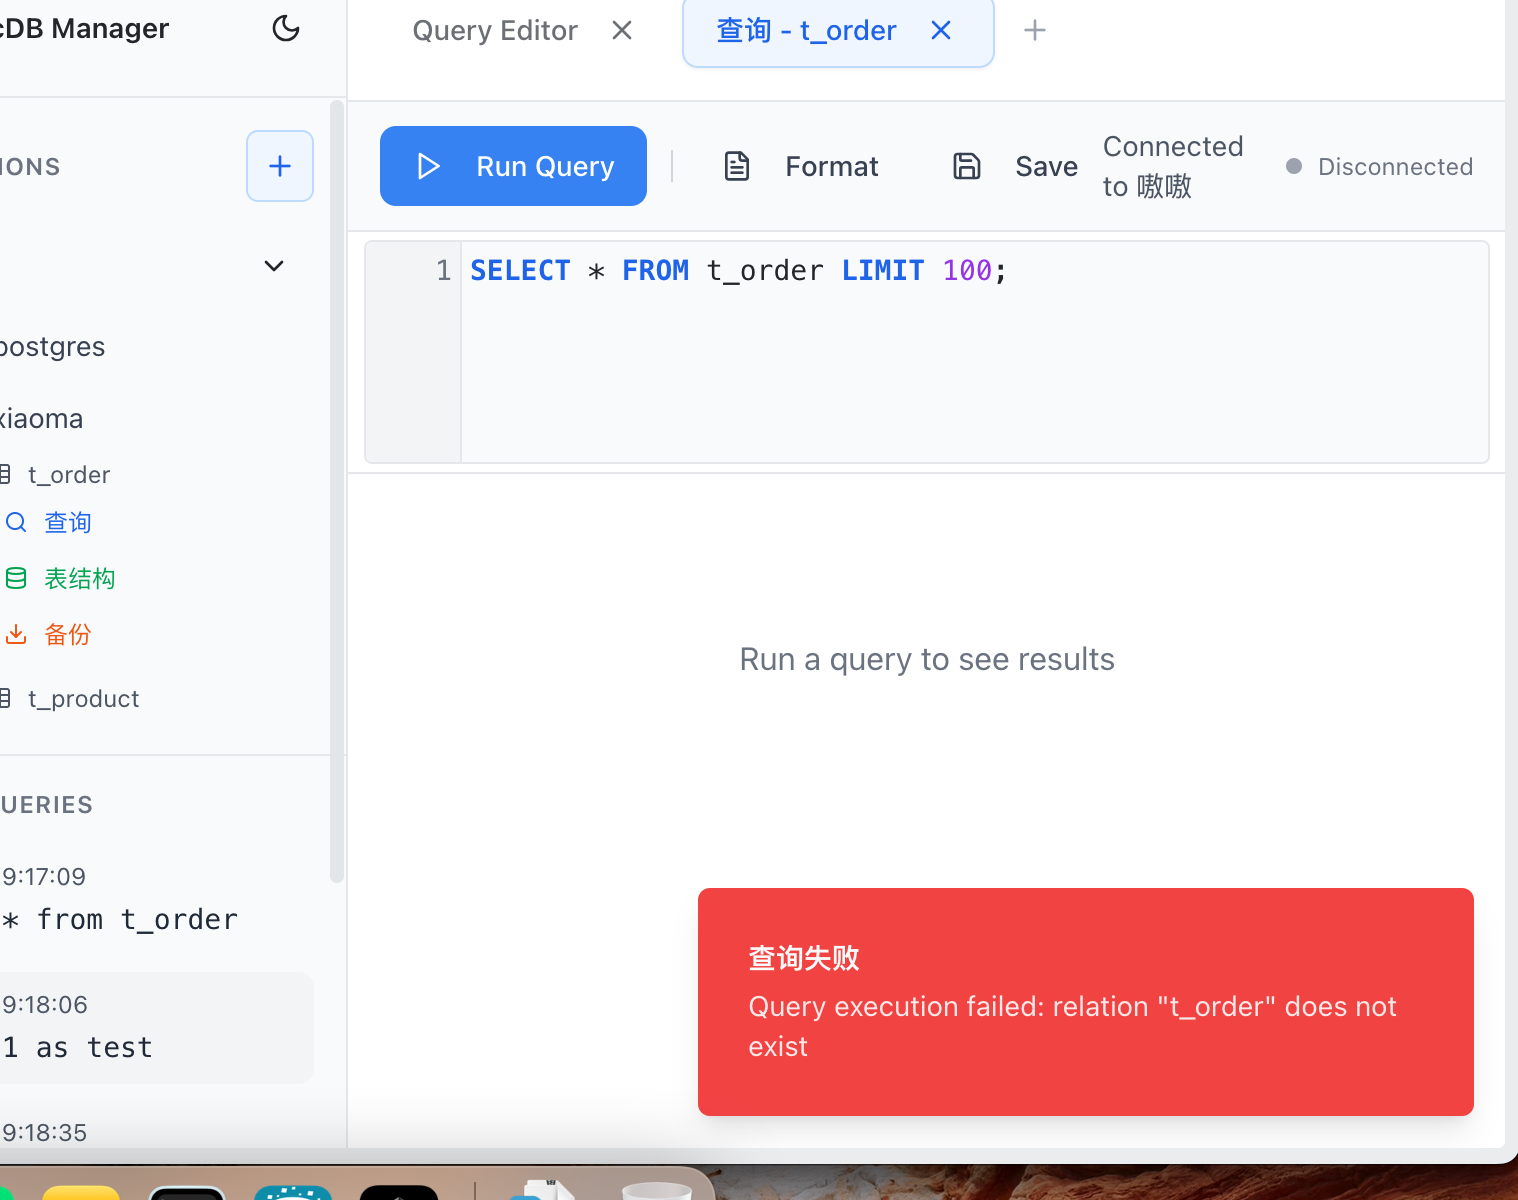 cDB Manager
Query Editor
查询 - t_order
IONS
Run Query
Format
Save
Connected
to 嗷嗷
Disconnected
1
SELECT * FROM t_order LIMIT 100;
postgres
xiaoma
t_order
查询
表结构
备份
t_product
Run a query to see results
UERIES
9:17:09
* from t_order
9:18:06
1 as test
9:18:35
查询失败
Query execution failed: relation "t_order" does not
exist